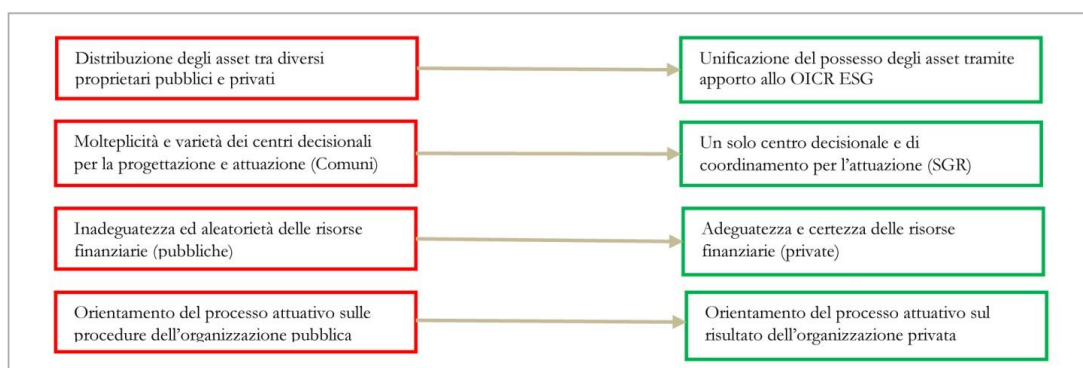 Distribuzione degli asset tra diversi
proprietari pubblici e privati
Unificazione del possesso degli asset tramite
apporto allo OICR ESG
Molteplicità e varietà dei centri decisionali
per la progettazione e attuazione (Comuni)
Un solo centro decisionale e di
coordinamento per l'attuazione (SGR)
Inadeguatezza ed aleatorietà delle risorse
finanziarie (pubbliche)
Adeguatezza e certezza delle risorse
finanziarie (private)
Orientamento del processo attuativo sulle
procedure dell'organizzazione pubblica
Orientamento del processo attuativo sul
risultato dell'organizzazione privata